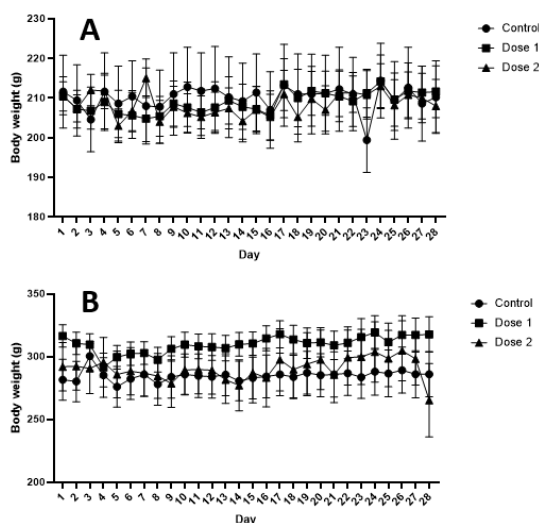 A
230
220
210
200
190
180
Body weight (g)
1 2 3 4 5 6 7 8 9 10 11 12 13 14 15 16 17 18 19 20 21 22 23 24 25 26 27 28
Day
Control
Dose 1
Dose 2
B
350
300
250
200
Body weight (g)
1 2 3 4 5 6 7 8 9 10 11 12 13 14 15 16 17 18 19 20 21 22 23 24 25 26 27 28
Day
Control
Dose 1
Dose 2